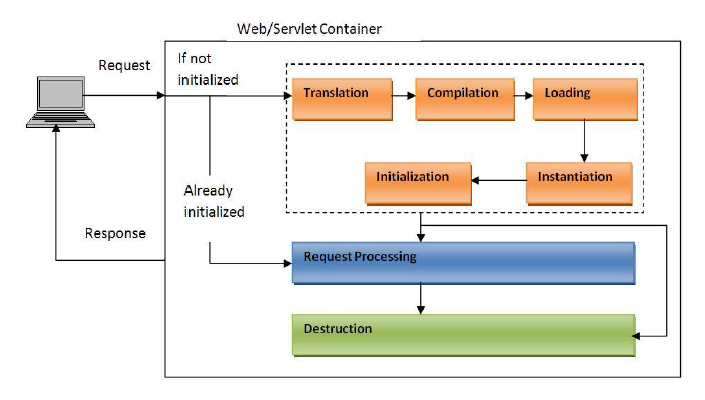 Web/Servlet Container
Request
If not
initialized
Translation
Compilation
Loading
Initialization
Instantiation
Already
initialized
Response
Request Processing
Destruction